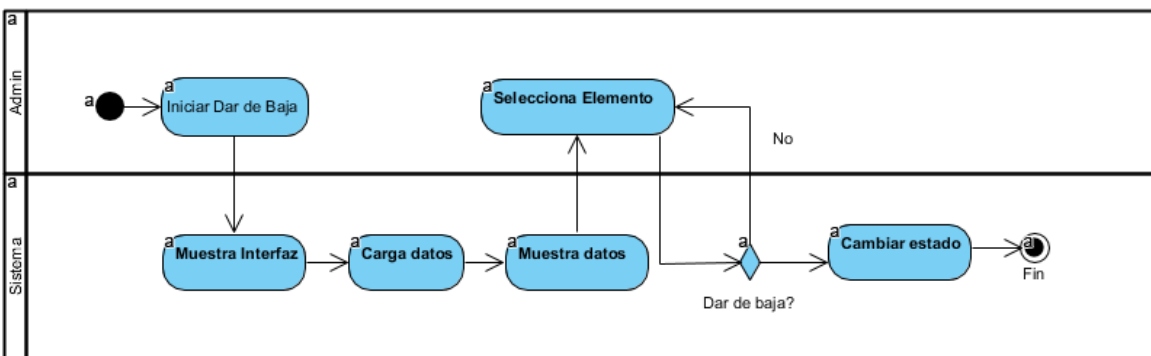 a
Admin
a
a
Iniciar Dar de Baja
a
Selecciona Elemento
No
a
Sistema
a
Muestra Interfaz
a
Carga datos
a
Muestra datos
a
Dar de baja?
a
Cambiar estado
a
Fin